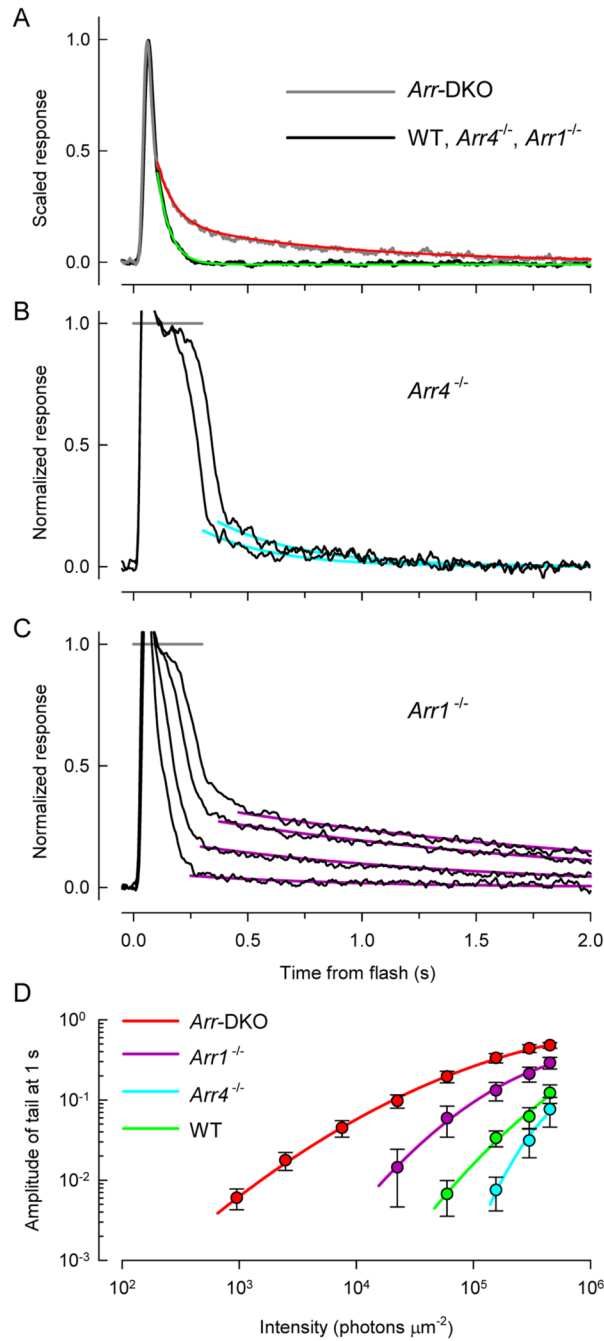 A
1.0
0.5
0.0
Scaled response
Arr-DKO
WT, Arr4-/-, Arr1-/-
B
1.0
0.5
0.0
Normalized response
Arr4 -/-
C
1.0
0.5
0.0
Normalized response
Arr1 -/-
0.0 0.5 1.0 1.5 2.0
Time from flash (s)
D
10^0
10^-1
10^-2
10^-3
Amplitude of tail at 1 s
Arr-DKO
Arr1-/-
Arr4-/-
WT
10^2 10^3 10^4 10^5 10^6
Intensity (photons μm^-2)